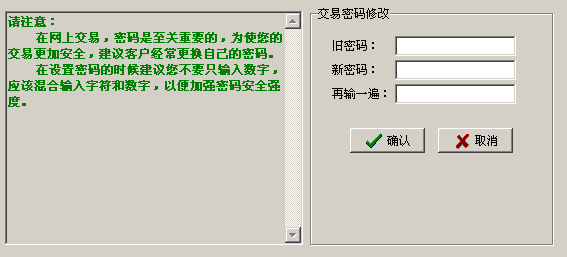 请注意：
在网上交易，密码是至关重要的，为使您的
交易更加安全，建议客户经常更换自己的密码。
在设置密码的时候建议您不要只输入数字，
应该混合输入字符和数字，以便加强密码安全强
度。
交易密码修改
旧密码：
新密码：
再输一遍：
确认
取消